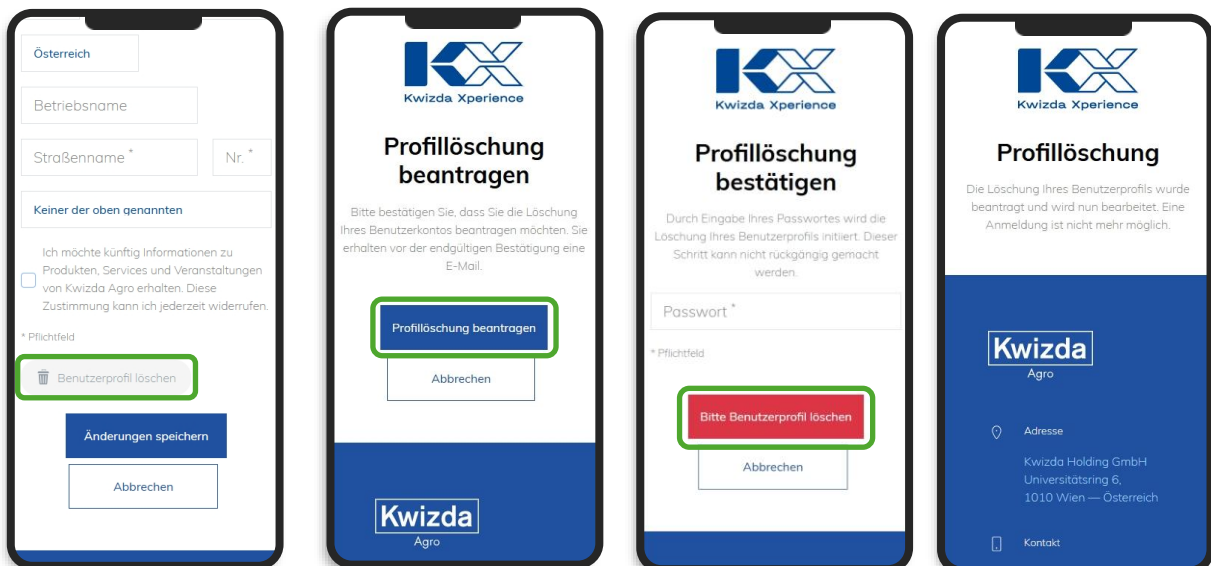 Österreich
Betriebsname
Straßenname *
Nr. *
Keiner der oben genannten
Ich möchte künftig Informationen zu
Produkten, Services und Veranstaltungen
von Kwizda Agro erhalten. Diese
Zustimmung kann ich jederzeit widerrufen.
* Pflichtfeld
Benutzerprofil löschen
Änderungen speichern
Abbrechen
KX
Kwizda Xperience
Profillöschung
beantragen
Bitte bestätigen Sie, dass Sie die Löschung
Ihres Benutzerkontos beantragen möchten. Sie
erhalten vor der endgültigen Bestätigung eine
E-Mail.
Profillöschung beantragen
Abbrechen
Kwizda
Agro
KX
Kwizda Xperience
Profillöschung
bestätigen
Durch Eingabe Ihres Passwortes wird die
Löschung Ihres Benutzerprofils initiiert. Dieser
Schritt kann nicht rückgängig gemacht
werden.
Passwort *
* Pflichtfeld
Bitte Benutzerprofil löschen
Abbrechen
KX
Kwizda Xperience
Profillöschung
Die Löschung Ihres Benutzerprofils wurde
beantragt und wird nun bearbeitet. Eine
Anmeldung ist nicht mehr möglich.
Kwizda
Agro
Adresse
Kwizda Holding GmbH
Universitätsring 6,
1010 Wien — Österreich
Kontakt